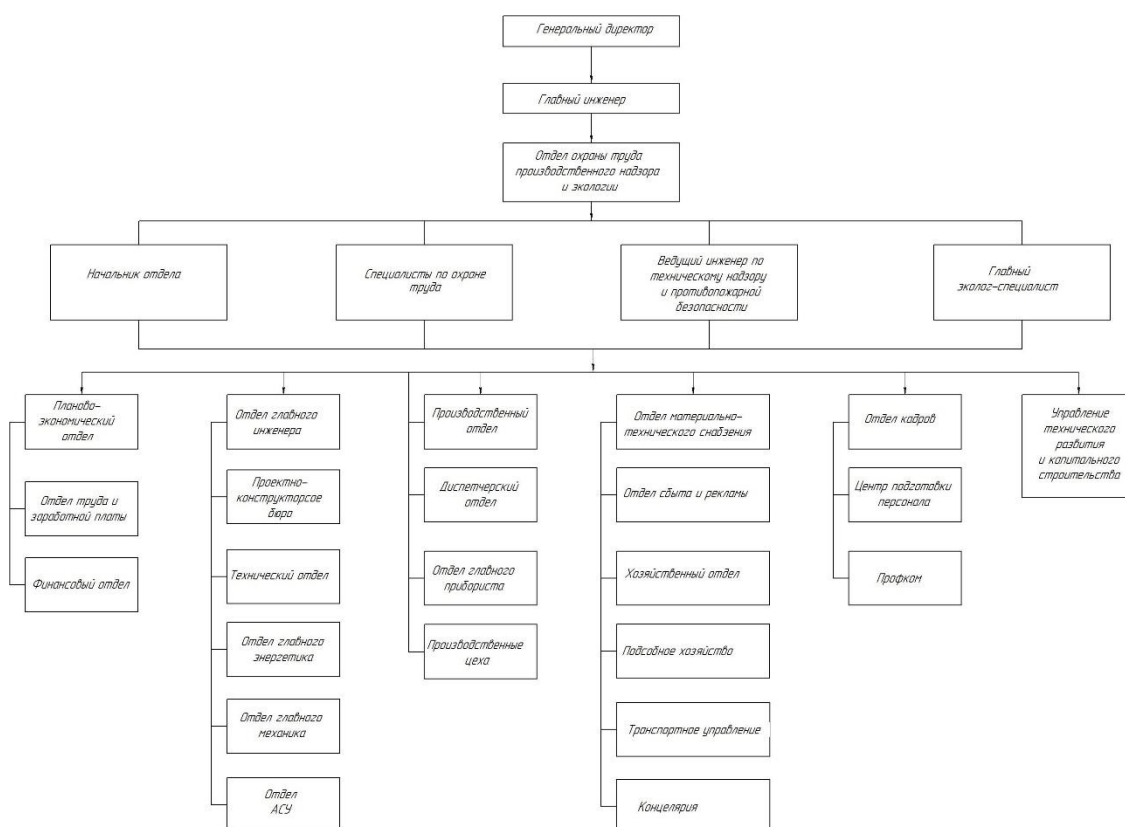 Генеральный директор
Главный инженер
Отдел охраны труда
производственного надзора
и экологии
Начальник отдела
Специалисты по охране
труда
Ведущий инженер по
техническому надзору
и противопожарной
безопасности
Главный
эколог-специалист
Планово-
экономический
отдел
Отдел труда и
заработной платы
Финансовый отдел
Отдел главного
инженера
Проектно-
конструкторсое
бюро
Технический отдел
Отдел главного
энергетика
Отдел главного
механика
Отдел
АСУ
Производственный
отдел
Диспетчерский
отдел
Отдел главного
прибориста
Производственные
цеха
Отдел материально-
технического снабзения
Отдел сбыта и рекламы
Хозяйственный отдел
Подсобное хозяйство
Транспортное управление
Концелярия
Отдел кадров
Центр подготовки
персонала
Профком
Управление
технического
развития
и капитального
строительства